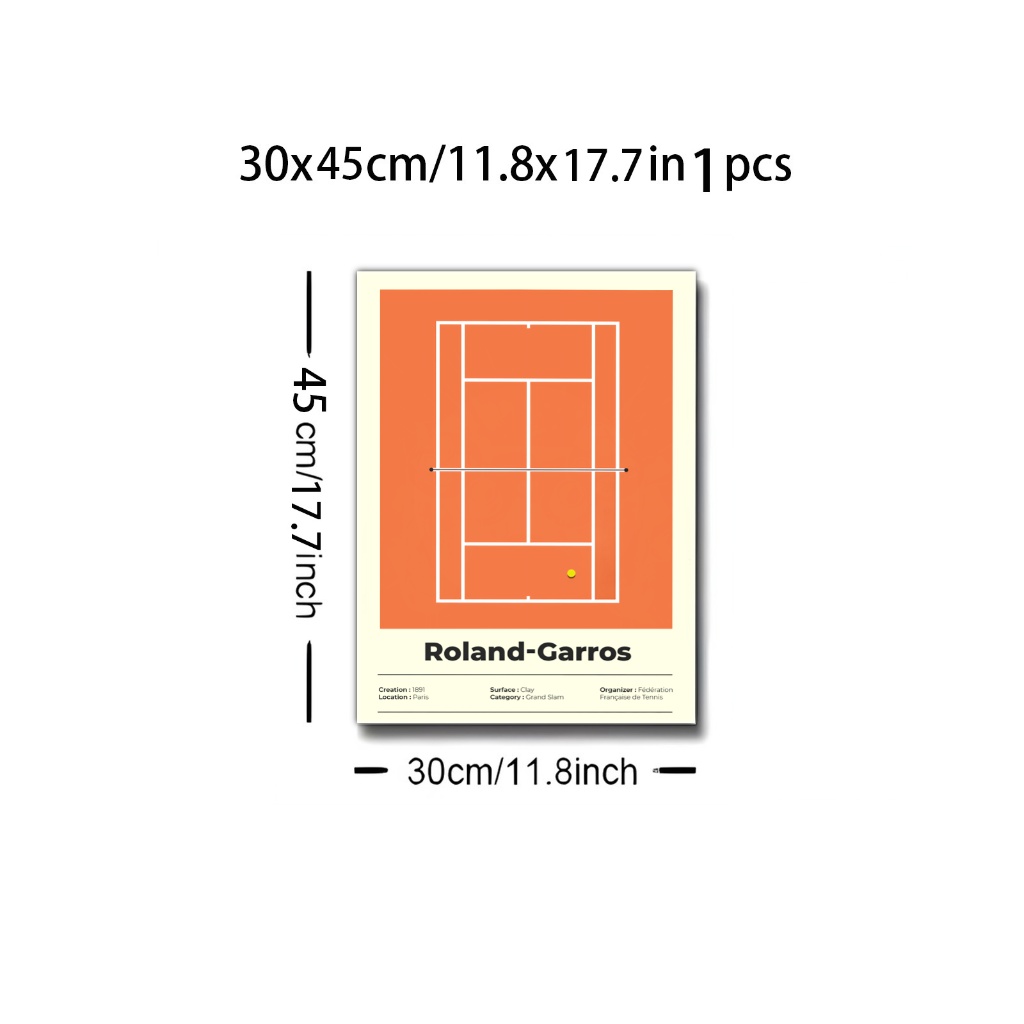 30x45cm/11.8x17.7in 1 pcs
45 cm/17.7inch
Roland-Garros
Creation : 1891
Location : Paris
Surface : Clay
Category : Grand Slam
Organizer : Fédération
Française de Tennis
30cm/11.8inch